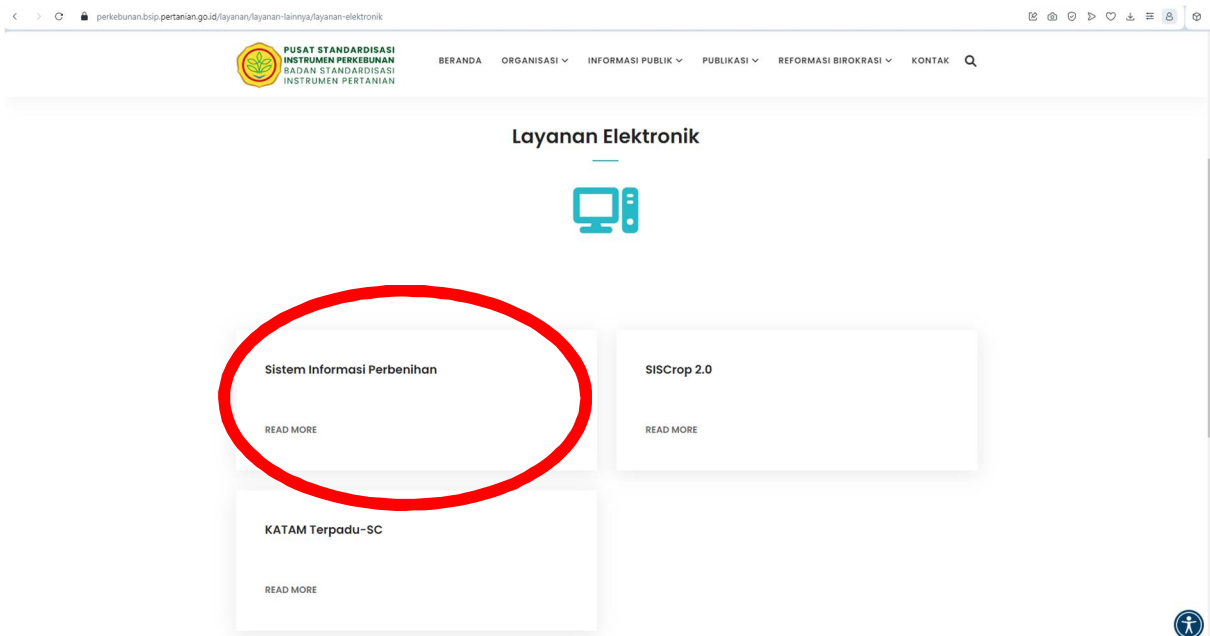 perkebunan.bsip.pertanian.go.id/layanan/layanan-lainnya/layanan-elektronik
PUSAT STANDARDISASI
INSTRUMEN PERKEBUNAN
BADAN STANDARDISASI
INSTRUMEN PERTANIAN
BERANDA ORGANISASI INFORMASI PUBLIK PUBLIKASI REFORMASI BIROKRASI KONTAK
Layanan Elektronik
Sistem Informasi Perbenihan
READ MORE
SISCrop 2.0
READ MORE
KATAM Terpadu-SC
READ MORE